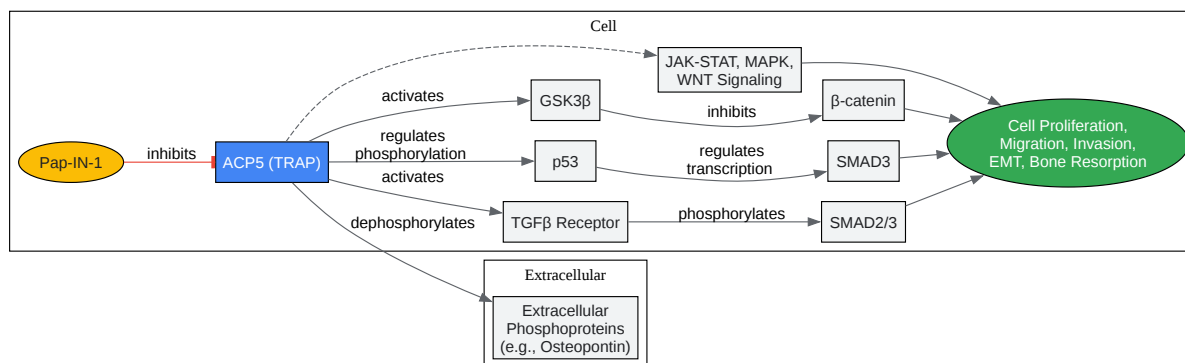 Cell
JAK-STAT, MAPK,
WNT Signaling
activates
GSK3β
inhibits
β-catenin
Cell Proliferation,
Migration, Invasion,
EMT, Bone Resorption
Pap-IN-1
inhibits
ACP5 (TRAP)
regulates
phosphorylation
p53
regulates
transcription
SMAD3
activates
TGFβ Receptor
phosphorylates
SMAD2/3
dephosphorylates
Extracellular
Extracellular
Phosphoproteins
(e.g., Osteopontin)